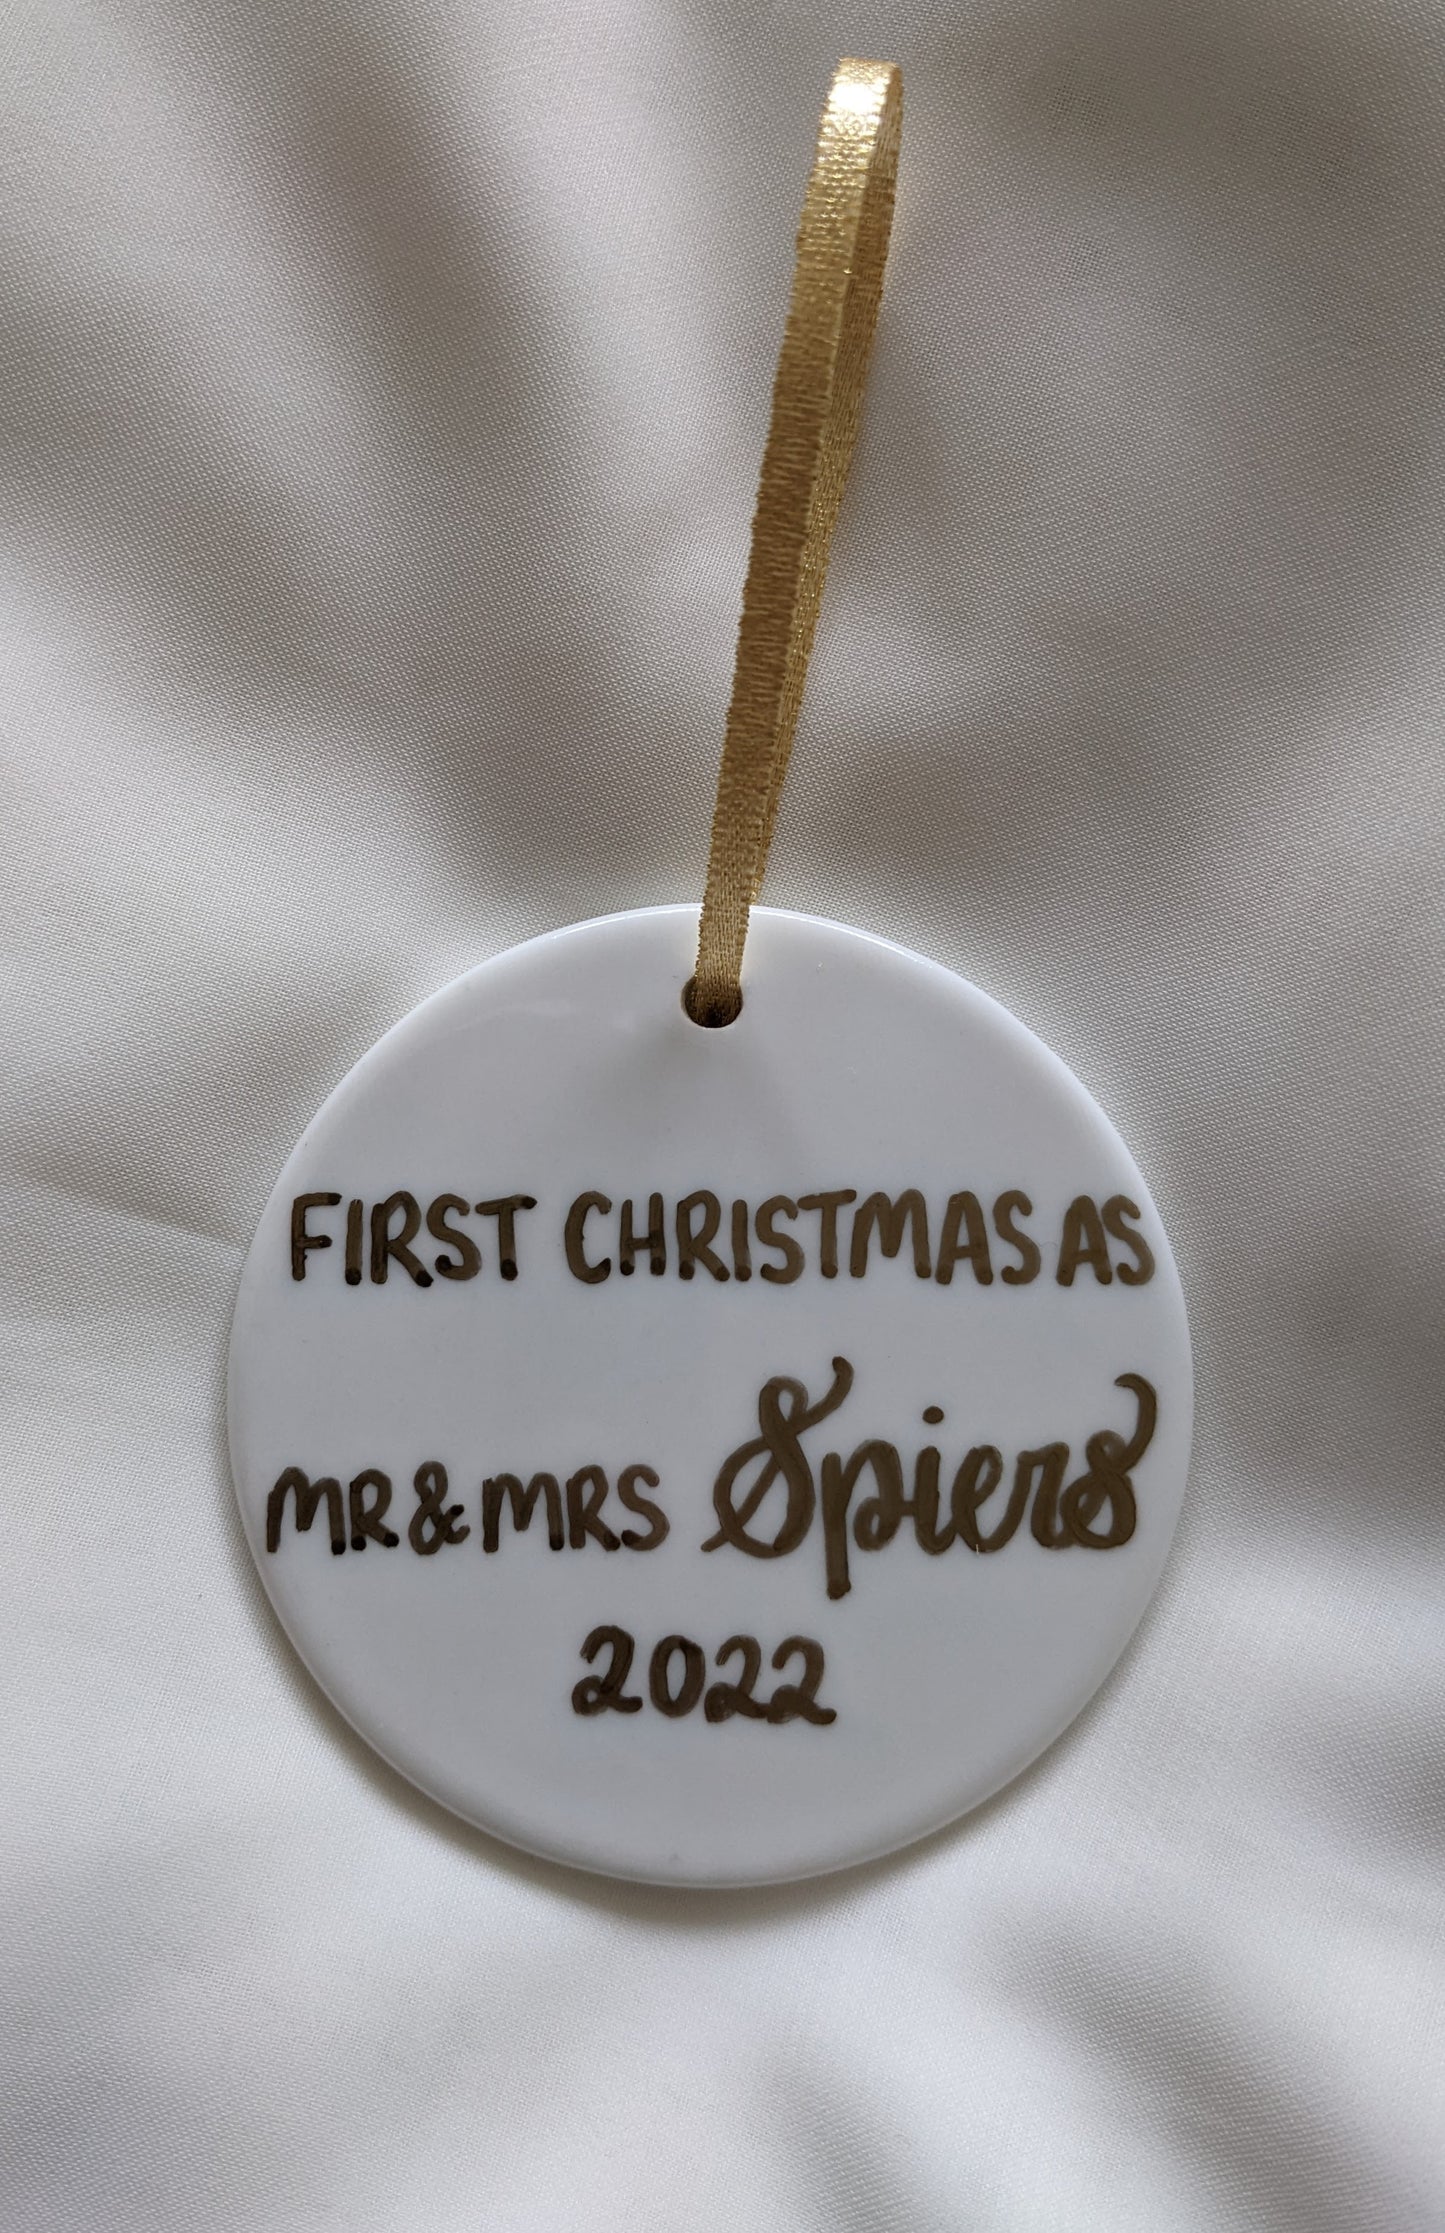 FIRST CHRISTMAS AS
MR & MRS Spiers
2022